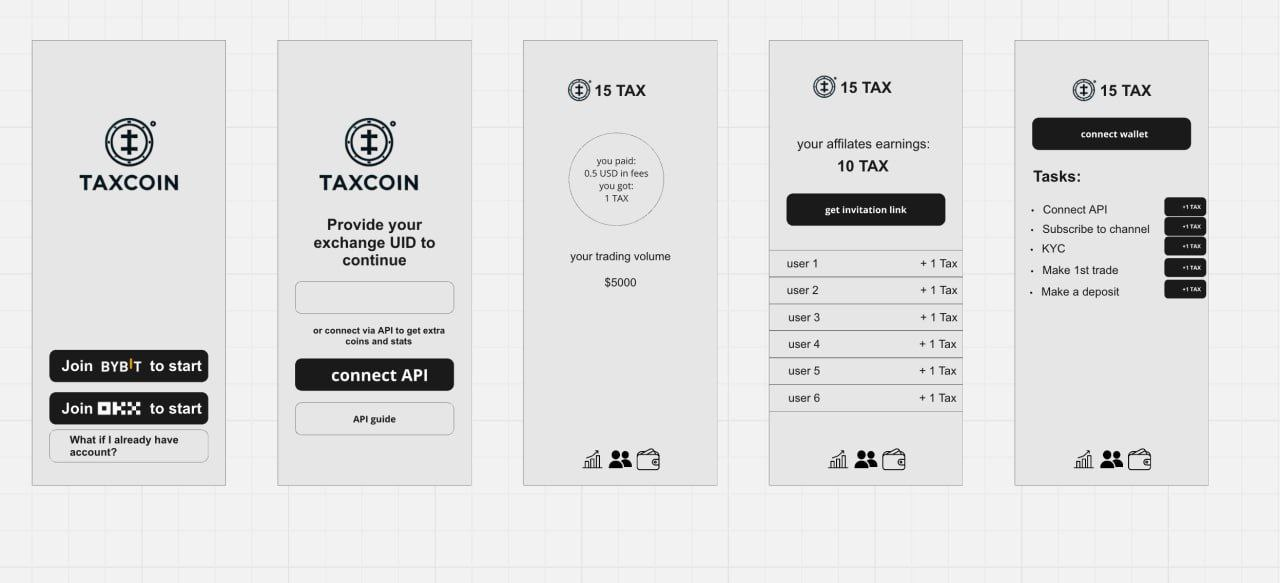 TAXCOIN
Join BYBIT to start
Join OKX to start
What if I already have
account?
TAXCOIN
Provide your
exchange UID to
continue
or connect via API to get extra
coins and stats
connect API
API guide
15 TAX
you paid:
0.5 USD in fees
you got:
1 TAX
your trading volume
$5000
15 TAX
your affilates earnings:
10 TAX
get invitation link
user 1 + 1 Tax
user 2 + 1 Tax
user 3 + 1 Tax
user 4 + 1 Tax
user 5 + 1 Tax
user 6 + 1 Tax
15 TAX
connect wallet
Tasks:
• Connect API +1 TAX
• Subscribe to channel +1 TAX
• KYC +1 TAX
• Make 1st trade +1 TAX
• Make a deposit +1 TAX